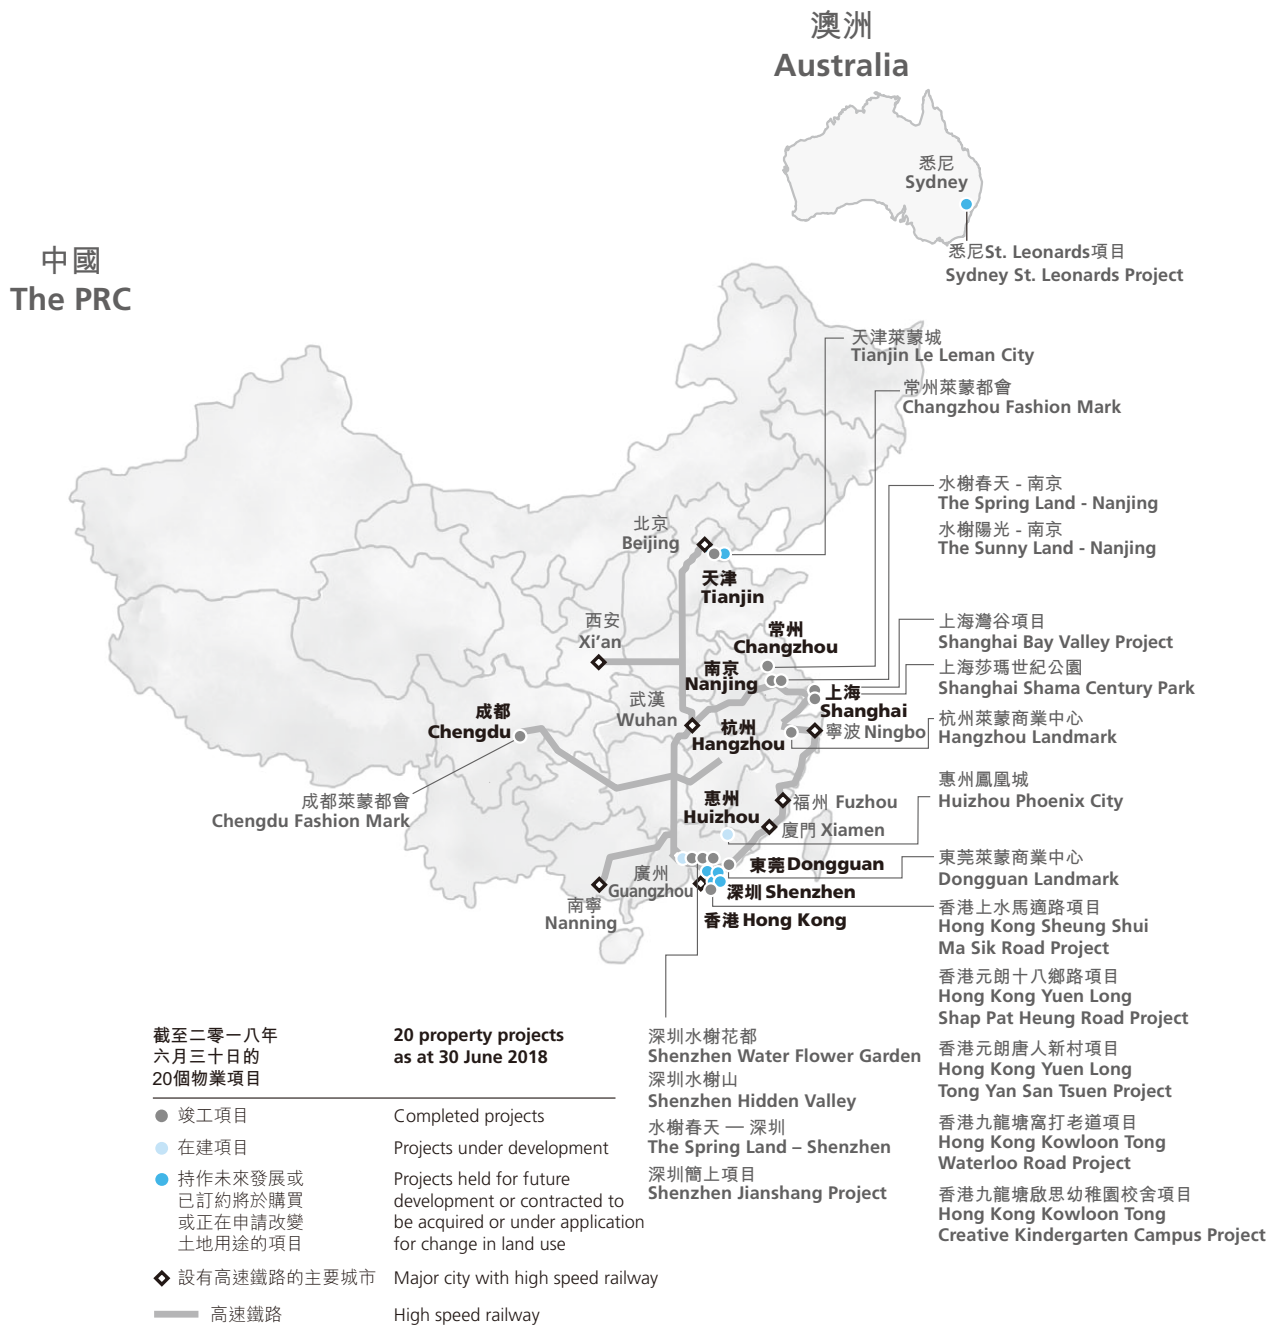 澳洲
Australia
悉尼
Sydney
悉尼St. Leonards項目
Sydney St. Leonards Project
中國
The PRC
天津萊蒙城
Tianjin Le Leman City
常州萊蒙都會
Changzhou Fashion Mark
水榭春天 - 南京
The Spring Land - Nanjing
水榭陽光 - 南京
The Sunny Land - Nanjing
北京
Beijing
天津
Tianjin
西安
Xi'an
常州
Changzhou
南京
Nanjing
上海灣谷項目
Shanghai Bay Valley Project
上海莎瑪世紀公園
Shanghai Shama Century Park
上海
Shanghai
武漢
Wuhan
成都
Chengdu
杭州
Hangzhou
寧波 Ningbo
杭州萊蒙商業中心
Hangzhou Landmark
成都萊蒙都會
Chengdu Fashion Mark
惠州
Huizhou
福州 Fuzhou
廈門 Xiamen
惠州鳳凰城
Huizhou Phoenix City
東莞 Dongguan
東莞萊蒙商業中心
Dongguan Landmark
廣州
Guangzhou
深圳 Shenzhen
南寧
Nanning
香港 Hong Kong
香港上水馬適路項目
Hong Kong Sheung Shui
Ma Sik Road Project
香港元朗十八鄉路項目
Hong Kong Yuen Long
Shap Pat Heung Road Project
香港元朗唐人新村項目
Hong Kong Yuen Long
Tong Yan San Tsuen Project
香港九龍塘窩打老道項目
Hong Kong Kowloon Tong
Waterloo Road Project
香港九龍塘啟思幼稚園校舍項目
Hong Kong Kowloon Tong
Creative Kindergarten Campus Project
深圳水榭花都
Shenzhen Water Flower Garden
深圳水榭山
Shenzhen Hidden Valley
水榭春天 — 深圳
The Spring Land – Shenzhen
深圳簡上項目
Shenzhen Jianshang Project
截至二零一八年
六月三十日的
20個物業項目
20 property projects
as at 30 June 2018
竣工項目
Completed projects
在建項目
Projects under development
持作未來發展或
已訂約將於購買
或正在申請改變
土地用途的項目
Projects held for future
development or contracted to
be acquired or under application
for change in land use
設有高速鐵路的主要城市
Major city with high speed railway
高速鐵路
High speed railway